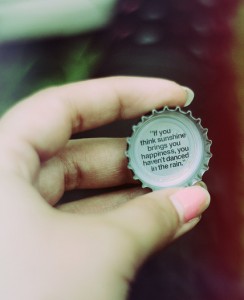 "If you
think sunshine
brings you
happiness, you
haven't danced
in the rain."